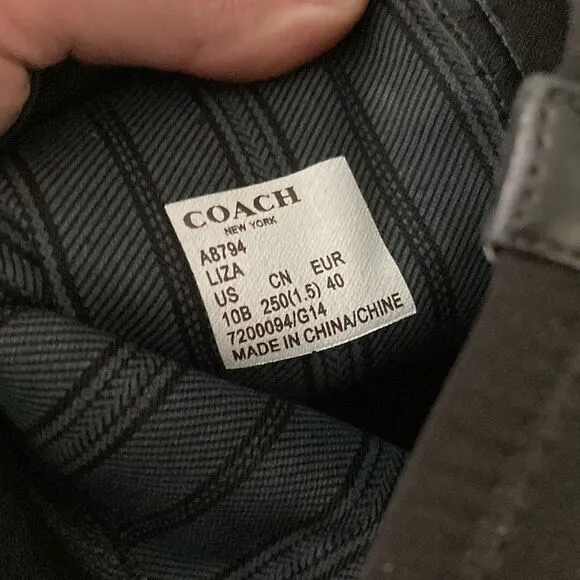 COACH
NEW YORK
A8794
LIZA
US CN EUR
10B 250(1.5) 40
7200094/G14
MADE IN CHINA/CHINE